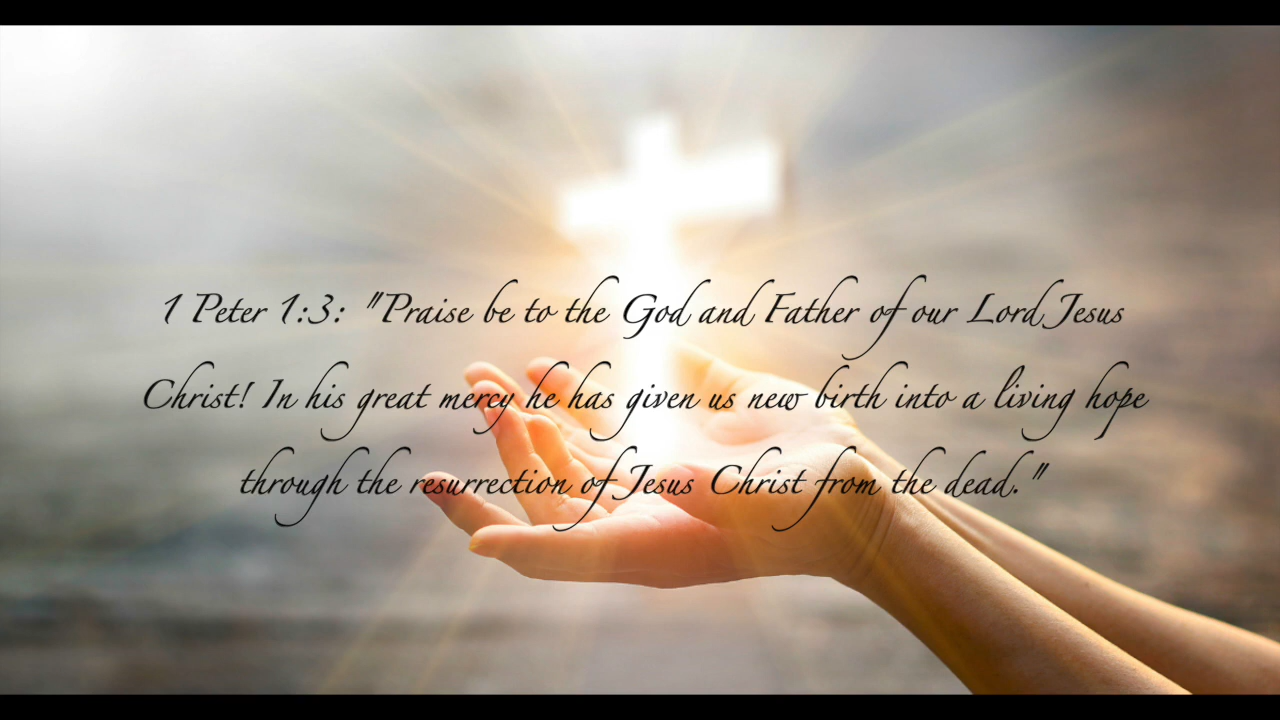 1 Peter 1:3: "Praise be to the God and Father of our Lord Jesus
Christ! In his great mercy he has given us new birth into a living hope
through the resurrection of Jesus Christ from the dead."